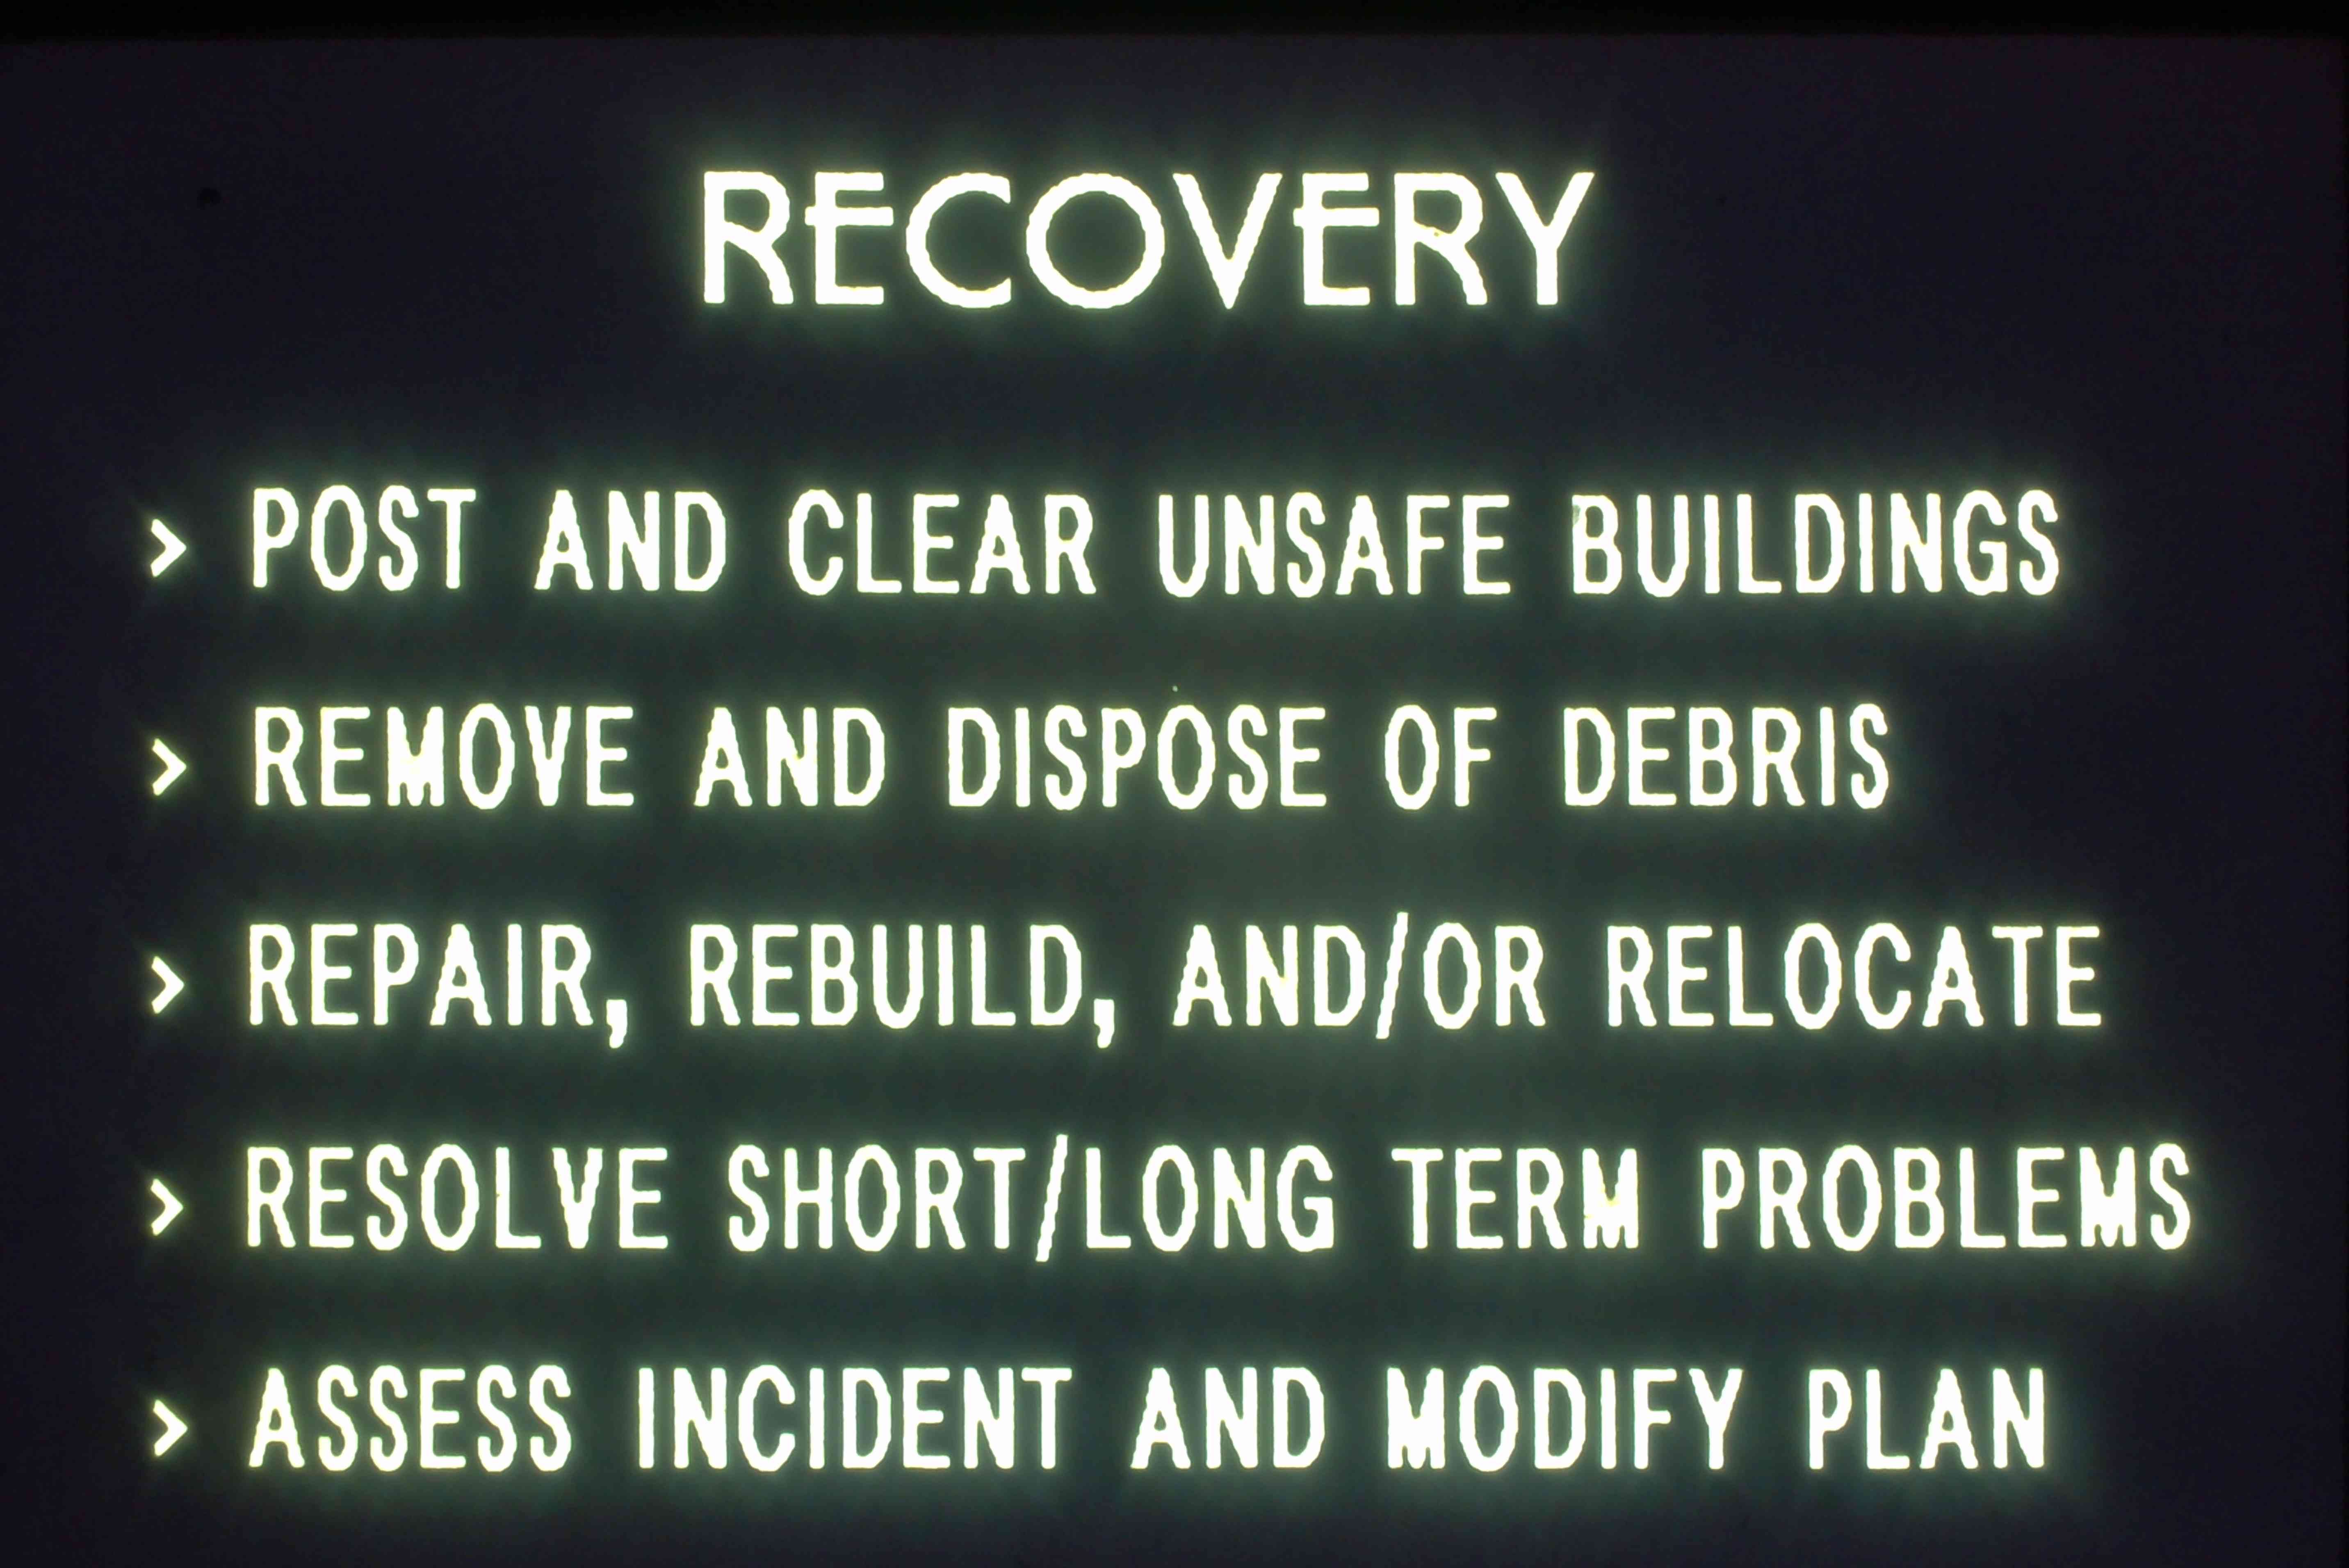 RECOVERY
> POST AND CLEAR UNSAFE BUILDINGS
> REMOVE AND DISPOSE OF DEBRIS
> REPAIR, REBUILD, AND/OR RELOCATE
> RESOLVE SHORT/LONG TERM PROBLEMS
> ASSESS INCIDENT AND MODIFY PLAN